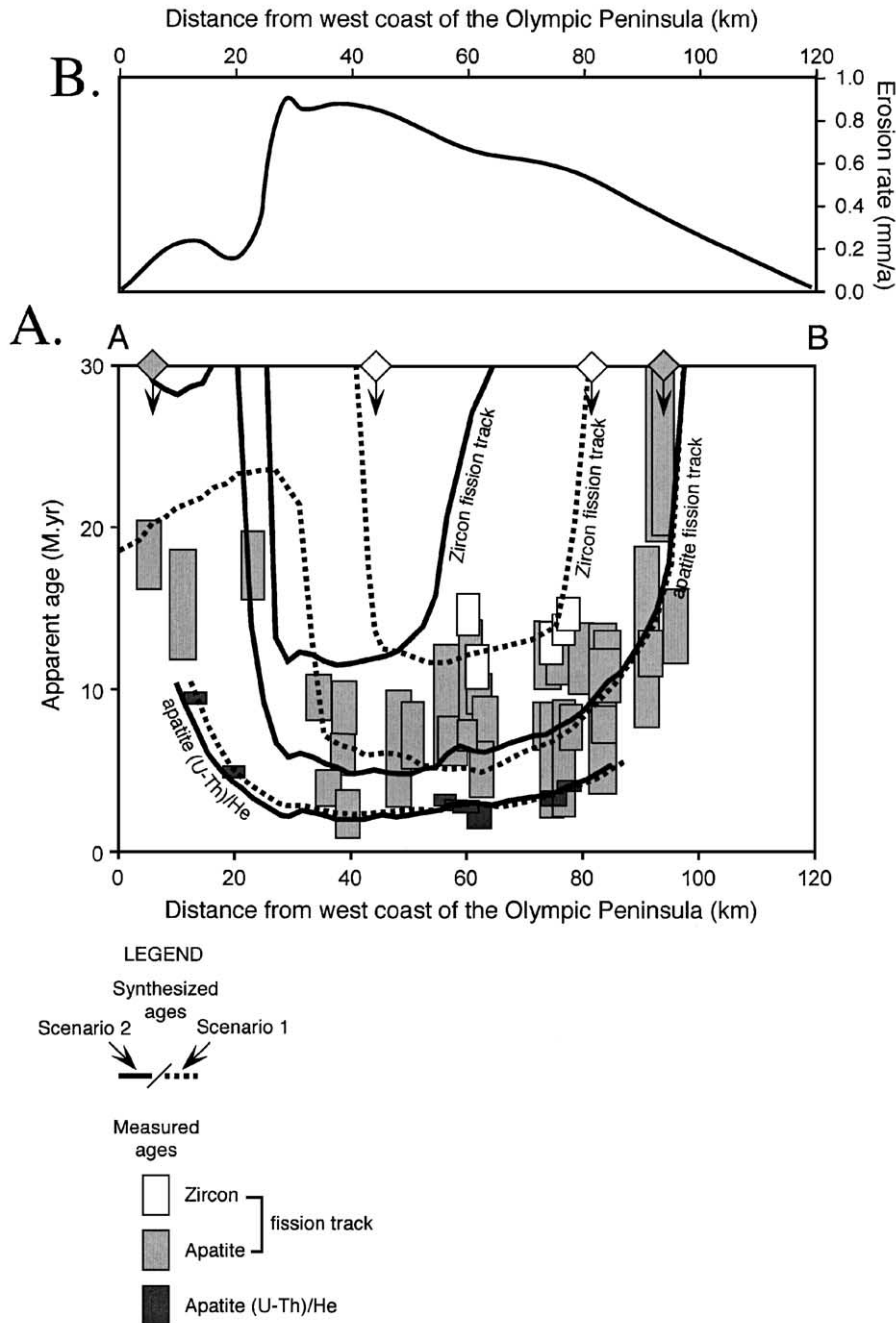 Distance from west coast of the Olympic Peninsula (km)
0 20 40 60 80 100 120
B.
1.0
0.8
0.6
0.4
0.2
0.0
Erosion rate (mm/a)
A.
A B
30
20
10
0
Apparent age (M.yr)
Zircon fission track
Zircon fission track
apatite fission track
apatite (U-Th)/He
0 20 40 60 80 100 120
Distance from west coast of the Olympic Peninsula (km)
LEGEND
Synthesized
ages
Scenario 2 Scenario 1
Measured
ages
Zircon
fission track
Apatite
Apatite (U-Th)/He